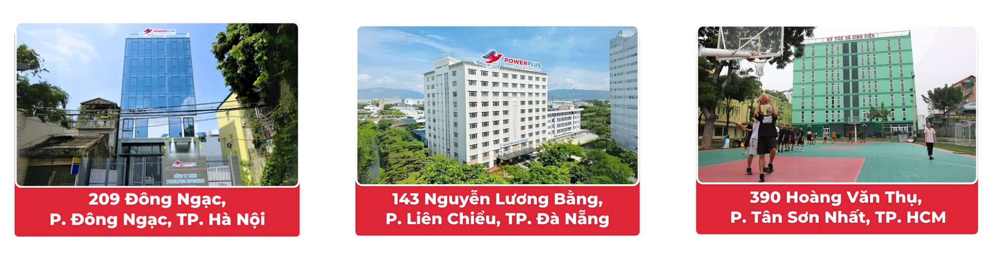 POWERPLUS
POWERPLUS
CÔNG TY TNHH
POWERPLUS EDUCATION
209 Đông Ngạc,
P. Đông Ngạc, TP. Hà Nội
POWERPLUS
EDUCATION
143 Nguyễn Lương Bằng,
P. Liên Chiểu, TP. Đà Nẵng
KÝ TÚC XÁ SINH VIÊN
390 Hoàng Văn Thụ,
P. Tân Sơn Nhất, TP. HCM